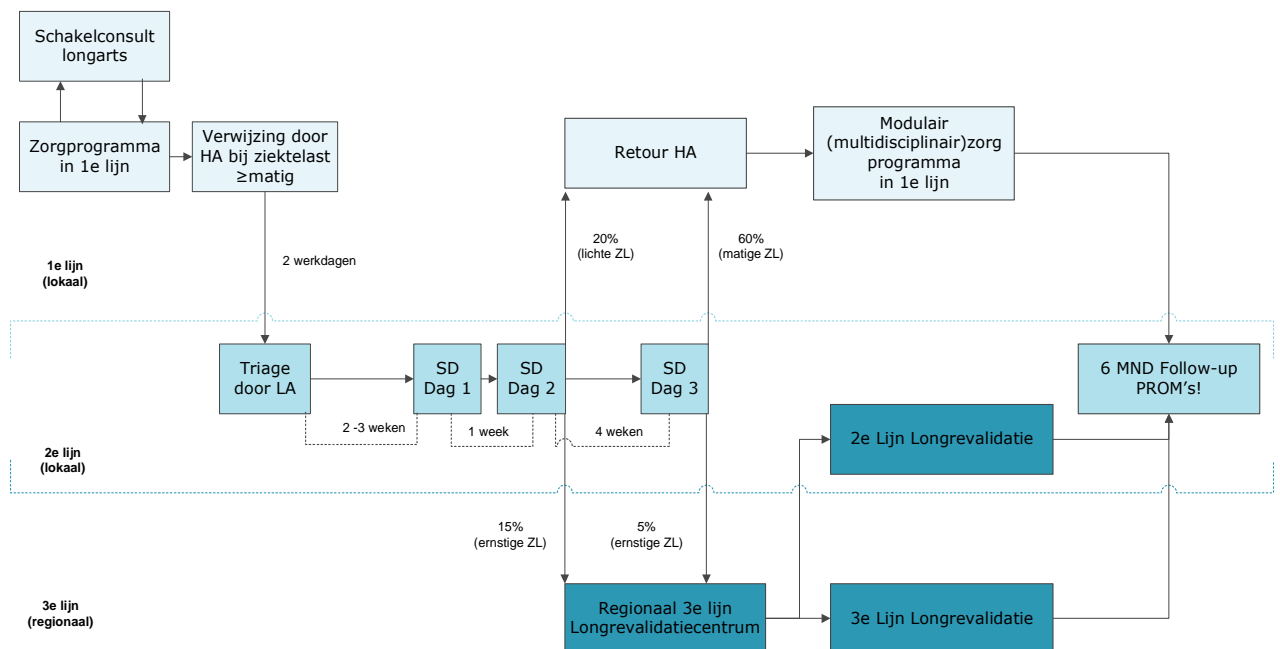 Schakelconsult
longarts
Zorgprogramma
in 1e lijn
Verwijzing door
HA bij ziektelast
≥matig
Retour HA
Modulair
(multidisciplinair)zorg
programma
in 1e lijn
20%
(lichte ZL)
60%
(matige ZL)
2 werkdagen
1e lijn
(lokaal)
Triage
door LA
SD
Dag 1
SD
Dag 2
SD
Dag 3
6 MND Follow-up
PROM's!
2 -3 weken
1 week
4 weken
2e lijn
(lokaal)
2e Lijn Longrevalidatie
15%
(ernstige ZL)
5%
(ernstige ZL)
3e lijn
(regionaal)
Regionaal 3e lijn
Longrevalidatiecentrum
3e Lijn Longrevalidatie